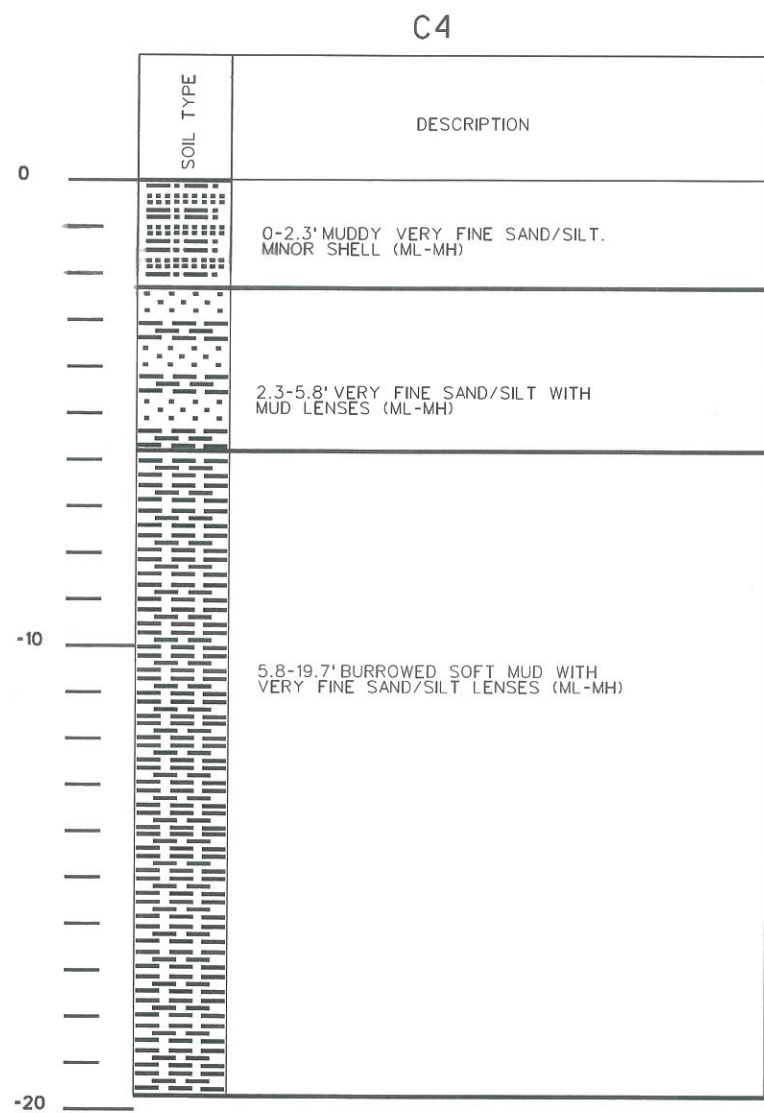 C4
SOIL TYPE
DESCRIPTION
0
0-2.3' MUDDY VERY FINE SAND/SILT.
MINOR SHELL (ML-MH)
2.3-5.8' VERY FINE SAND/SILT WITH
MUD LENSES (ML-MH)
-10
5.8-19.7' BURROWED SOFT MUD WITH
VERY FINE SAND/SILT LENSES (ML-MH)
-20